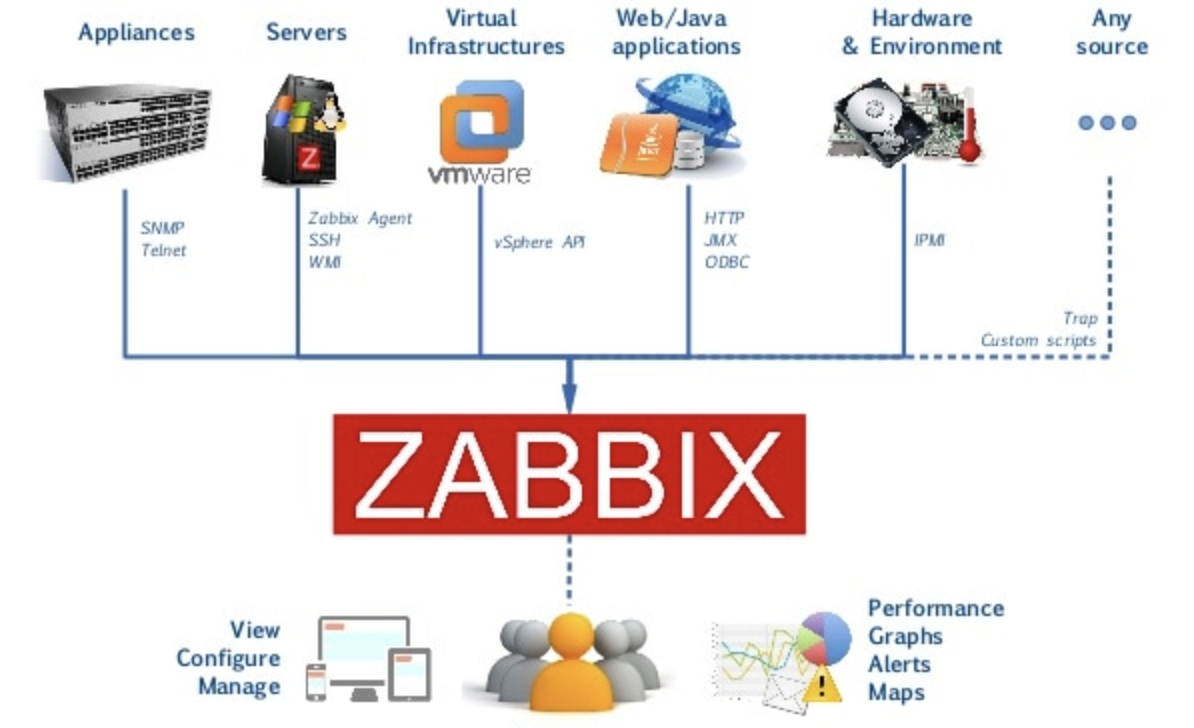 Appliances
Servers
Virtual
Infrastructures
Web/Java
applications
Hardware
& Environment
Any
source
Z
vmware
SNMP
Telnet
Zabbix Agent
SSH
WMI
vSphere API
HTTP
JMX
ODBC
IPMI
Trap
Custom scripts
ZABBIX
View
Configure
Manage
Performance
Graphs
Alerts
Maps